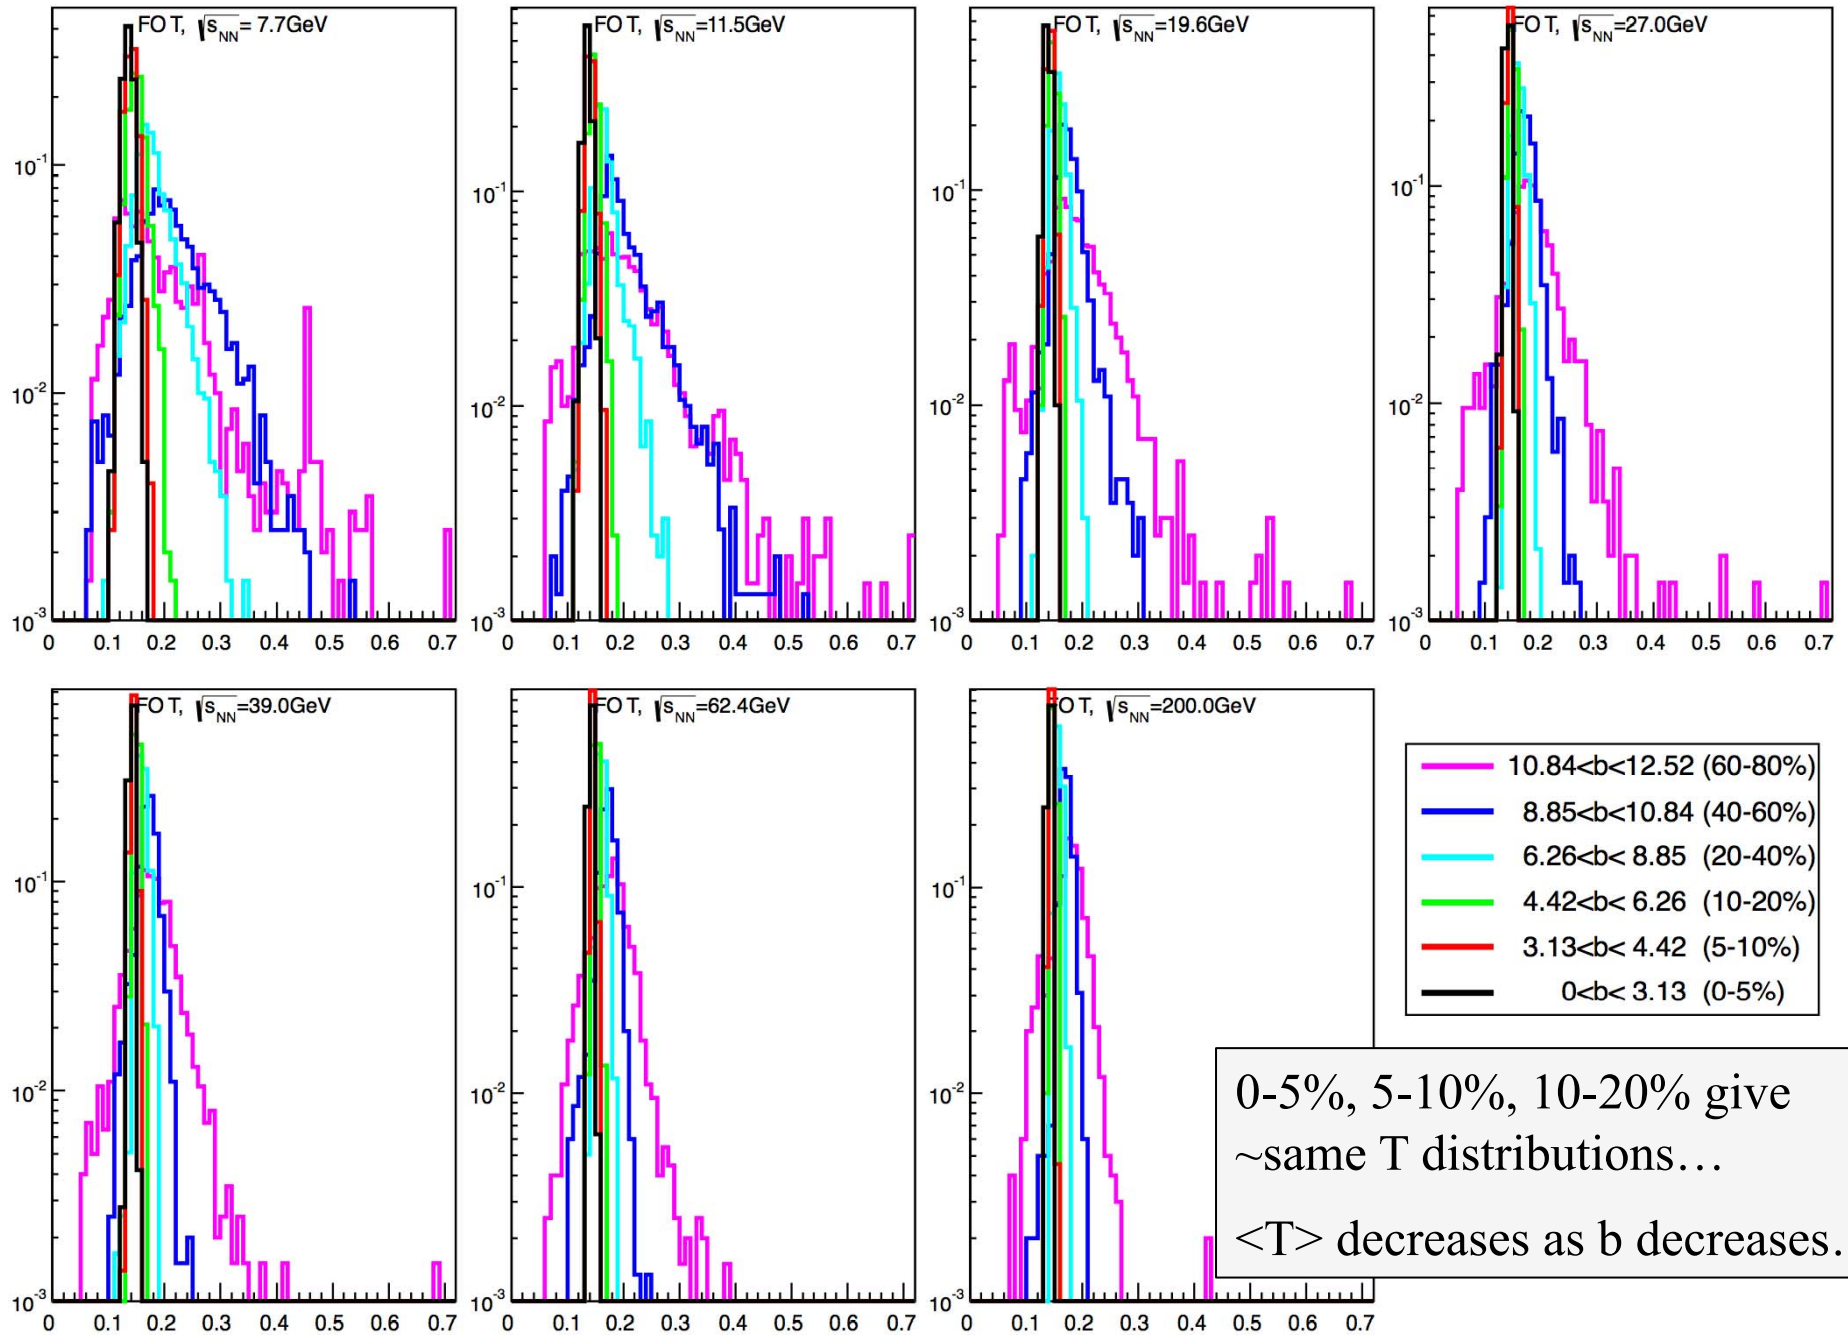 FO T, √sNN= 7.7GeV
FO T, √sNN=11.5GeV
FO T, √sNN=19.6GeV
FO T, √sNN=27.0GeV
10-1
10-1
10-1
10-1
10-2
10-2
10-2
10-2
10-3
10-3
10-3
10-3
0 0.1 0.2 0.3 0.4 0.5 0.6 0.7
0 0.1 0.2 0.3 0.4 0.5 0.6 0.7
0 0.1 0.2 0.3 0.4 0.5 0.6 0.7
0 0.1 0.2 0.3 0.4 0.5 0.6 0.7
FO T, √sNN=39.0GeV
FO T, √sNN=62.4GeV
FO T, √sNN=200.0GeV
10-1
10-1
10-1
10-2
10-2
10-2
10-3
10-3
10-3
0 0.1 0.2 0.3 0.4 0.5 0.6 0.7
0 0.1 0.2 0.3 0.4 0.5 0.6 0.7
0 0.1 0.2 0.3 0.4 0.5 0.6 0.7
10.84<b<12.52 (60-80%)
8.85<b<10.84 (40-60%)
6.26<b< 8.85 (20-40%)
4.42<b< 6.26 (10-20%)
3.13<b< 4.42 (5-10%)
0<b< 3.13 (0-5%)
0-5%, 5-10%, 10-20% give
~same T distributions…
<T> decreases as b decreases.